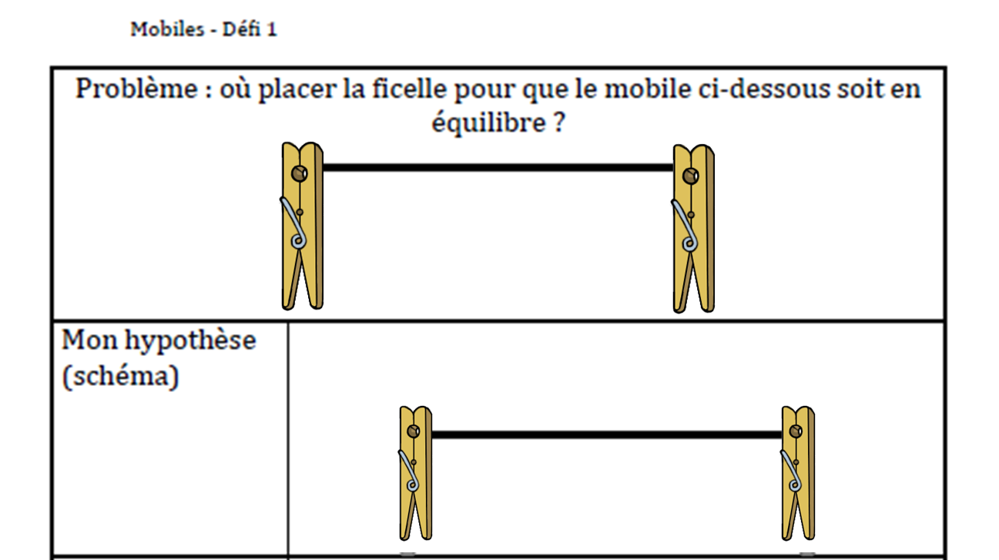 Mobiles - Défi 1
Problème : où placer la ficelle pour que le mobile ci-dessous soit en
équilibre ?
Mon hypothèse
(schéma)